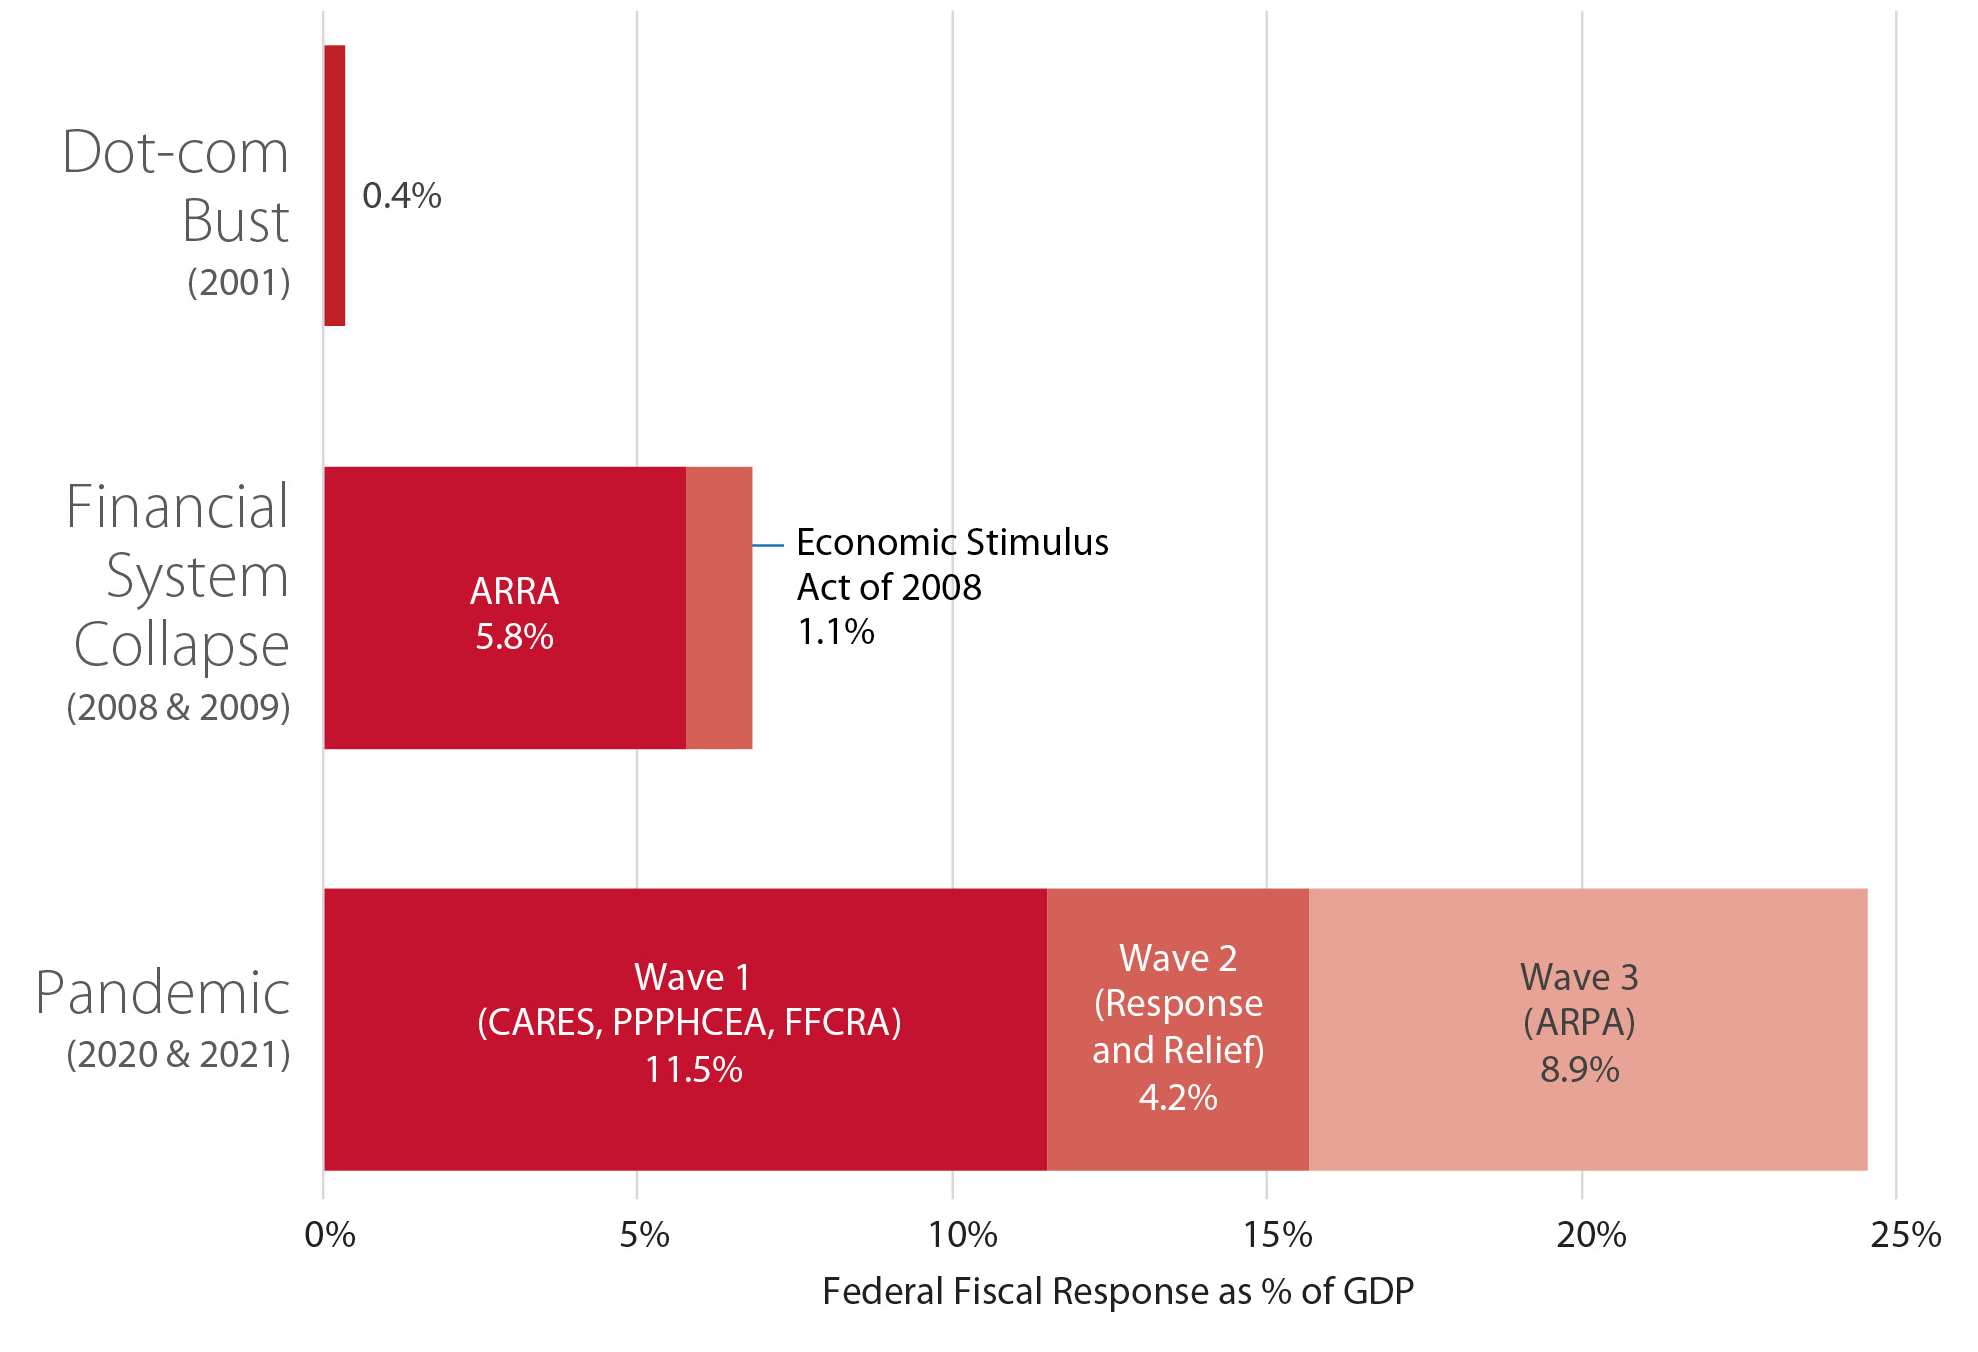 Dot-com
Bust
(2001)
0.4%
Financial
System
Collapse
(2008 & 2009)
ARRA
5.8%
Economic Stimulus
Act of 2008
1.1%
Pandemic
(2020 & 2021)
Wave 1
(CARES, PPPHCEA, FFCRA)
11.5%
Wave 2
(Response
and Relief)
4.2%
Wave 3
(ARPA)
8.9%
0% 5% 10% 15% 20% 25%
Federal Fiscal Response as % of GDP